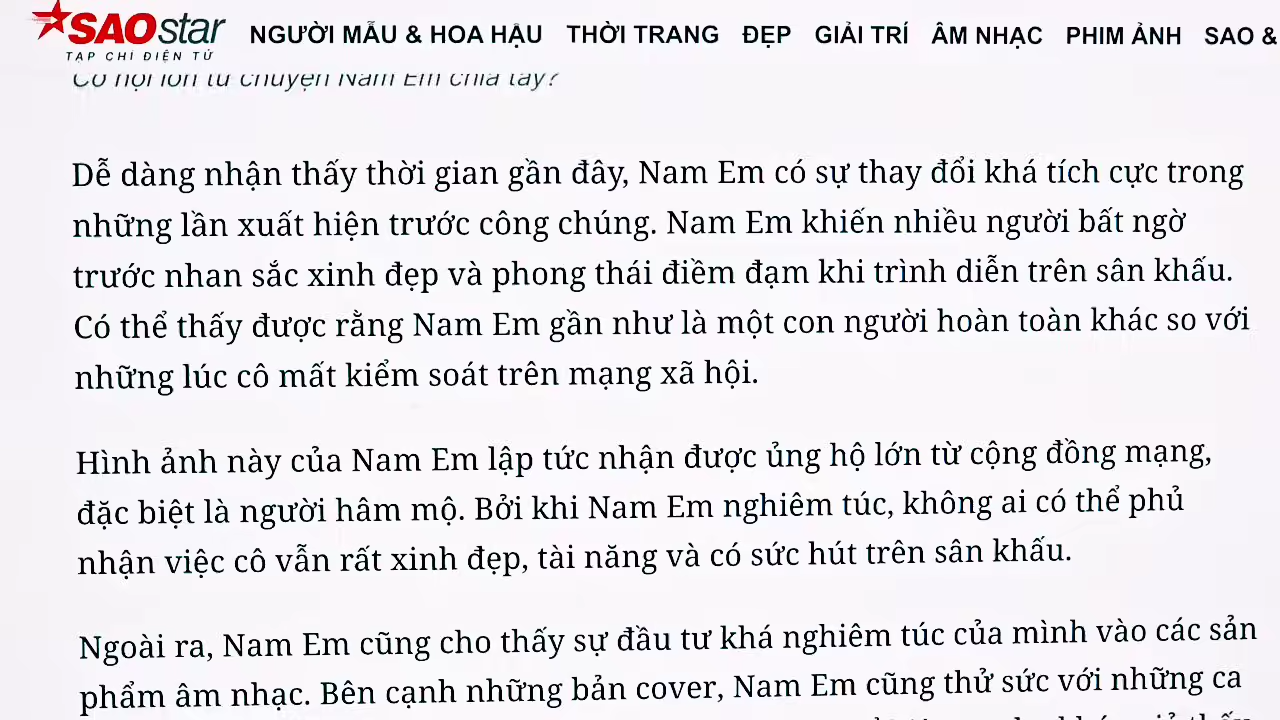 SAOstar
TẠP CHÍ ĐIỆN TỬ
NGƯỜI MẪU & HOA HẬU THỜI TRANG ĐẸP GIẢI TRÍ ÂM NHẠC PHIM ẢNH SAO &
Cơ hội lớn từ chuyện Nam Em chia tay?
Dễ dàng nhận thấy thời gian gần đây, Nam Em có sự thay đổi khá tích cực trong
những lần xuất hiện trước công chúng. Nam Em khiến nhiều người bất ngờ
trước nhan sắc xinh đẹp và phong thái điềm đạm khi trình diễn trên sân khấu.
Có thể thấy được rằng Nam Em gần như là một con người hoàn toàn khác so với
những lúc cô mất kiểm soát trên mạng xã hội.
Hình ảnh này của Nam Em lập tức nhận được ủng hộ lớn từ cộng đồng mạng,
đặc biệt là người hâm mộ. Bởi khi Nam Em nghiêm túc, không ai có thể phủ
nhận việc cô vẫn rất xinh đẹp, tài năng và có sức hút trên sân khấu.
Ngoài ra, Nam Em cũng cho thấy sự đầu tư khá nghiêm túc của mình vào các sản
phẩm âm nhạc. Bên cạnh những bản cover, Nam Em cũng thử sức với những ca